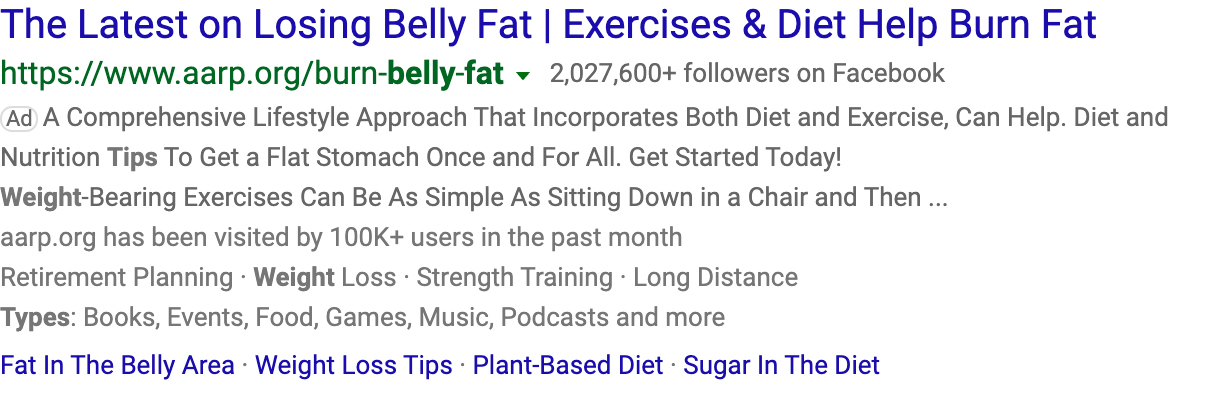 The Latest on Losing Belly Fat | Exercises & Diet Help Burn Fat
https://www.aarp.org/burn-belly-fat 2,027,600+ followers on Facebook
Ad A Comprehensive Lifestyle Approach That Incorporates Both Diet and Exercise, Can Help. Diet and
Nutrition Tips To Get a Flat Stomach Once and For All. Get Started Today!
Weight-Bearing Exercises Can Be As Simple As Sitting Down in a Chair and Then ...
aarp.org has been visited by 100K+ users in the past month
Retirement Planning · Weight Loss · Strength Training · Long Distance
Types: Books, Events, Food, Games, Music, Podcasts and more
Fat In The Belly Area · Weight Loss Tips · Plant-Based Diet · Sugar In The Diet